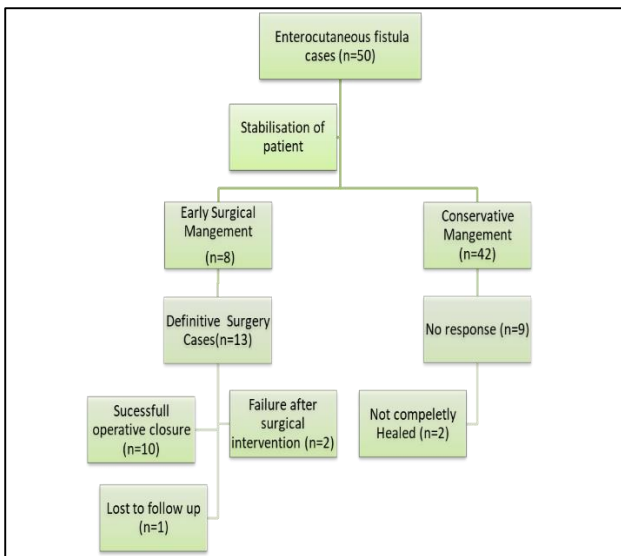 Enterocutaneous fistula
cases (n=50)
Stabilisation of
patient
Early Surgical
Mangement
(n=8)
Conservative
Mangement
(n=42)
Definitive Surgery
Cases(n=13)
No response (n=9)
Sucessfull
operative closure
(n=10)
Failure after
surgical
intervention (n=2)
Not compeletly
Healed (n=2)
Lost to follow up
(n=1)